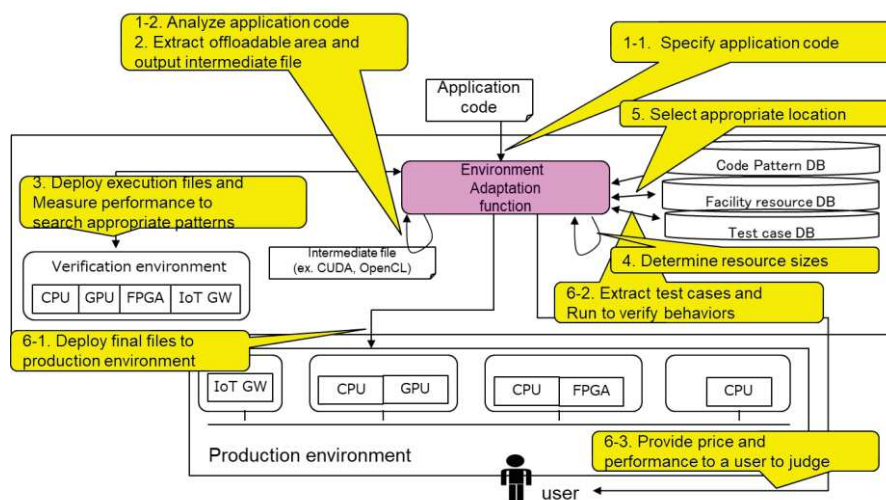 1-2. Analyze application code
2. Extract offloadable area and
output intermediate file
1-1.  Specify application code
Application
code
5. Select appropriate location
Environment
Adaptation
function
Code Pattern DB
Facility resource DB
Test case DB
3. Deploy execution files and
Measure performance to
search appropriate patterns
Intermediate file
(ex. CUDA, OpenCL)
4. Determine resource sizes
Verification environment
CPU GPU FPGA IoT GW
6-2. Extract test cases and
Run to verify behaviors
6-1. Deploy final files to
production environment
IoT GW CPU GPU CPU FPGA CPU
Production environment
6-3. Provide price and
performance to a user to judge
user